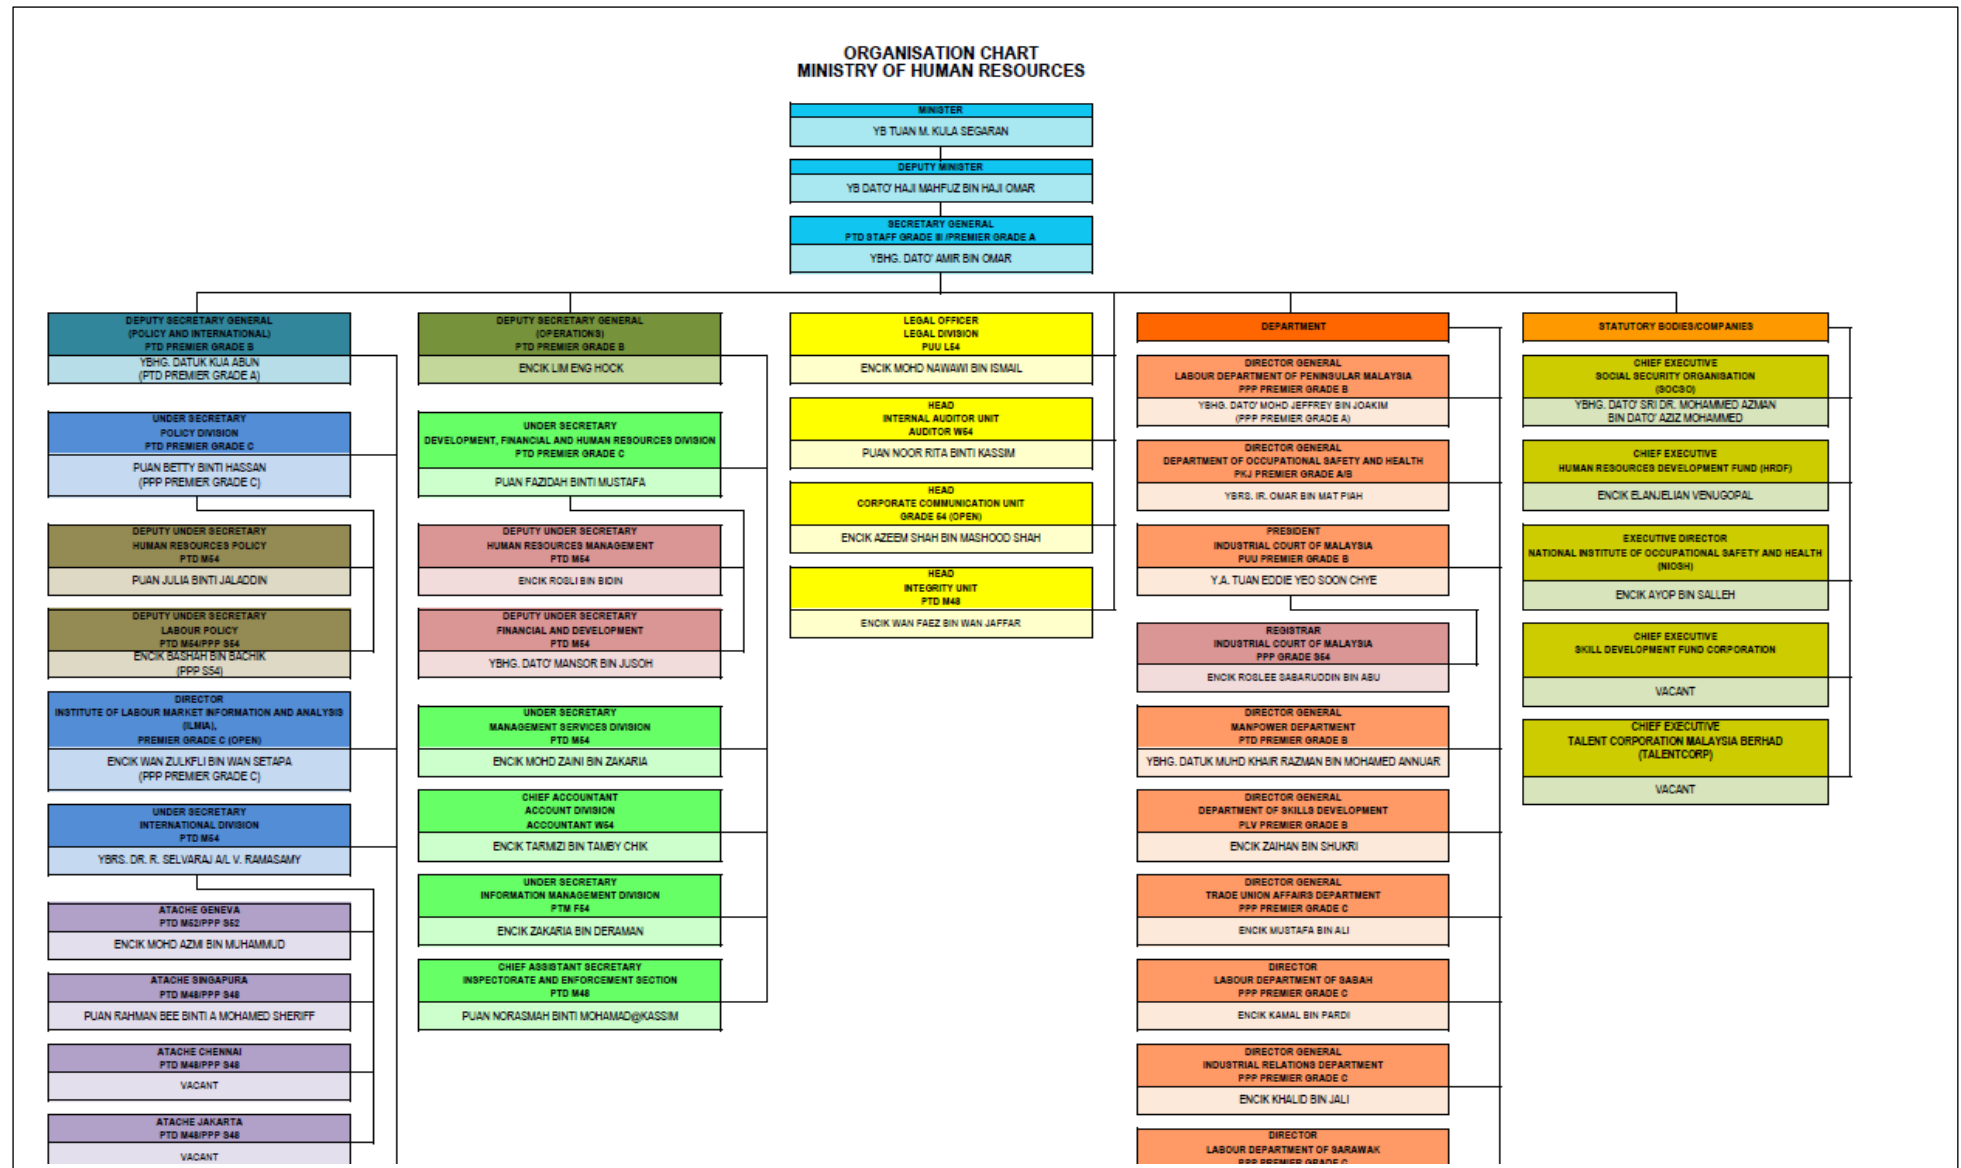 ORGANISATION CHART
MINISTRY OF HUMAN RESOURCES
MINISTER
YB TUAN M. KULA SEGARAN
DEPUTY MINISTER
YB DATO' HAJI MAHFUZ BIN HAJI OMAR
SECRETARY GENERAL
PTD STAFF GRADE III /PREMIER GRADE A
YBHG. DATO' AMIR BIN OMAR
DEPUTY SECRETARY GENERAL
(POLICY AND INTERNATIONAL)
PTD PREMIER GRADE B
YBHG. DATUK KUA ABUN
(PTD PREMIER GRADE A)
UNDER SECRETARY
POLICY DIVISION
PTD PREMIER GRADE C
PUAN BETTY BINTI HASSAN
(PPP PREMIER GRADE C)
DEPUTY UNDER SECRETARY
HUMAN RESOURCES POLICY
PTD M54
PUAN JULIA BINTI JALADDIN
DEPUTY UNDER SECRETARY
LABOUR POLICY
PTD M54/PPP S54
ENCIK BASHAH BIN BACHIK
(PPP S54)
DIRECTOR
INSTITUTE OF LABOUR MARKET INFORMATION AND ANALYSIS
(ILMIA),
PREMIER GRADE C (OPEN)
ENCIK WAN ZULKFLI BIN WAN SETAPA
(PPP PREMIER GRADE C)
UNDER SECRETARY
INTERNATIONAL DIVISION
PTD M54
YBRS. DR. R. SELVARAJ A/L V. RAMASAMY
ATACHE GENEVA
PTD M52/PPP S52
ENCIK MOHD AZMI BIN MUHAMMUD
ATACHE SINGAPURA
PTD M48/PPP S48
PUAN RAHMAN BEE BINTI A MOHAMED SHERIFF
ATACHE CHENNAI
PTD M48/PPP S48
VACANT
ATACHE JAKARTA
PTD M48/PPP S48
VACANT
DEPUTY SECRETARY GENERAL
(OPERATIONS)
PTD PREMIER GRADE B
ENCIK LIM ENG HOCK
UNDER SECRETARY
DEVELOPMENT, FINANCIAL AND HUMAN RESOURCES DIVISION
PTD PREMIER GRADE C
PUAN FAZIDAH BINTI MUSTAFA
DEPUTY UNDER SECRETARY
HUMAN RESOURCES MANAGEMENT
PTD M54
ENCIK ROSLI BIN BIDIN
DEPUTY UNDER SECRETARY
FINANCIAL AND DEVELOPMENT
PTD M54
YBHG. DATO' MANSOR BIN JUSOH
UNDER SECRETARY
MANAGEMENT SERVICES DIVISION
PTD M54
ENCIK MOHD ZAINI BIN ZAKARIA
CHIEF ACCOUNTANT
ACCOUNT DIVISION
ACCOUNTANT W54
ENCIK TARMIZI BIN TAMBY CHIK
UNDER SECRETARY
INFORMATION MANAGEMENT DIVISION
PTM F54
ENCIK ZAKARIA BIN DERAMAN
CHIEF ASSISTANT SECRETARY
INSPECTORATE AND ENFORCEMENT SECTION
PTD M48
PUAN NORASMAH BINTI MOHAMAD@KASSIM
LEGAL OFFICER
LEGAL DIVISION
PUU L54
ENCIK MOHD NAWAWI BIN ISMAIL
HEAD
INTERNAL AUDITOR UNIT
AUDITOR W54
PUAN NOOR RITA BINTI KASSIM
HEAD
CORPORATE COMMUNICATION UNIT
GRADE 54 (OPEN)
ENCIK AZEEM SHAH BIN MASHOOD SHAH
HEAD
INTEGRITY UNIT
PTD M48
ENCIK WAN FAEZ BIN WAN JAFFAR
DEPARTMENT
DIRECTOR GENERAL
LABOUR DEPARTMENT OF PENINSULAR MALAYSIA
PPP PREMIER GRADE B
YBHG. DATO' MOHD JEFFREY BIN JOAKIM
(PPP PREMIER GRADE A)
DIRECTOR GENERAL
DEPARTMENT OF OCCUPATIONAL SAFETY AND HEALTH
PKJ PREMIER GRADE A/B
YBRS. IR. OMAR BIN MAT PIAH
PRESIDENT
INDUSTRIAL COURT OF MALAYSIA
PUU PREMIER GRADE B
Y.A. TUAN EDDIE YEO SOON CHYE
REGISTRAR
INDUSTRIAL COURT OF MALAYSIA
PPP GRADE S54
ENCIK ROSLEE SABARUDDIN BIN ABU
DIRECTOR GENERAL
MANPOWER DEPARTMENT
PTD PREMIER GRADE B
YBHG. DATUK MUHD KHAIR RAZMAN BIN MOHAMED ANNUAR
DIRECTOR GENERAL
DEPARTMENT OF SKILLS DEVELOPMENT
PLV PREMIER GRADE B
ENCIK ZAIHAN BIN SHUKRI
DIRECTOR GENERAL
TRADE UNION AFFAIRS DEPARTMENT
PPP PREMIER GRADE C
ENCIK MUSTAFA BIN ALI
DIRECTOR
LABOUR DEPARTMENT OF SABAH
PPP PREMIER GRADE C
ENCIK KAMAL BIN PARDI
DIRECTOR GENERAL
INDUSTRIAL RELATIONS DEPARTMENT
PPP PREMIER GRADE C
ENCIK KHALID BIN JALI
DIRECTOR
LABOUR DEPARTMENT OF SARAWAK
PPP PREMIER GRADE C
STATUTORY BODIES/COMPANIES
CHIEF EXECUTIVE
SOCIAL SECURITY ORGANISATION
(SOCSO)
YBHG. DATO' SRI DR. MOHAMMED AZMAN
BIN DATO' AZIZ MOHAMMED
CHIEF EXECUTIVE
HUMAN RESOURCES DEVELOPMENT FUND (HRDF)
ENCIK ELANJELIAN VENUGOPAL
EXECUTIVE DIRECTOR
NATIONAL INSTITUTE OF OCCUPATIONAL SAFETY AND HEALTH
(NIOSH)
ENCIK AYOP BIN SALLEH
CHIEF EXECUTIVE
SKILL DEVELOPMENT FUND CORPORATION
VACANT
CHIEF EXECUTIVE
TALENT CORPORATION MALAYSIA BERHAD
(TALENTCORP)
VACANT